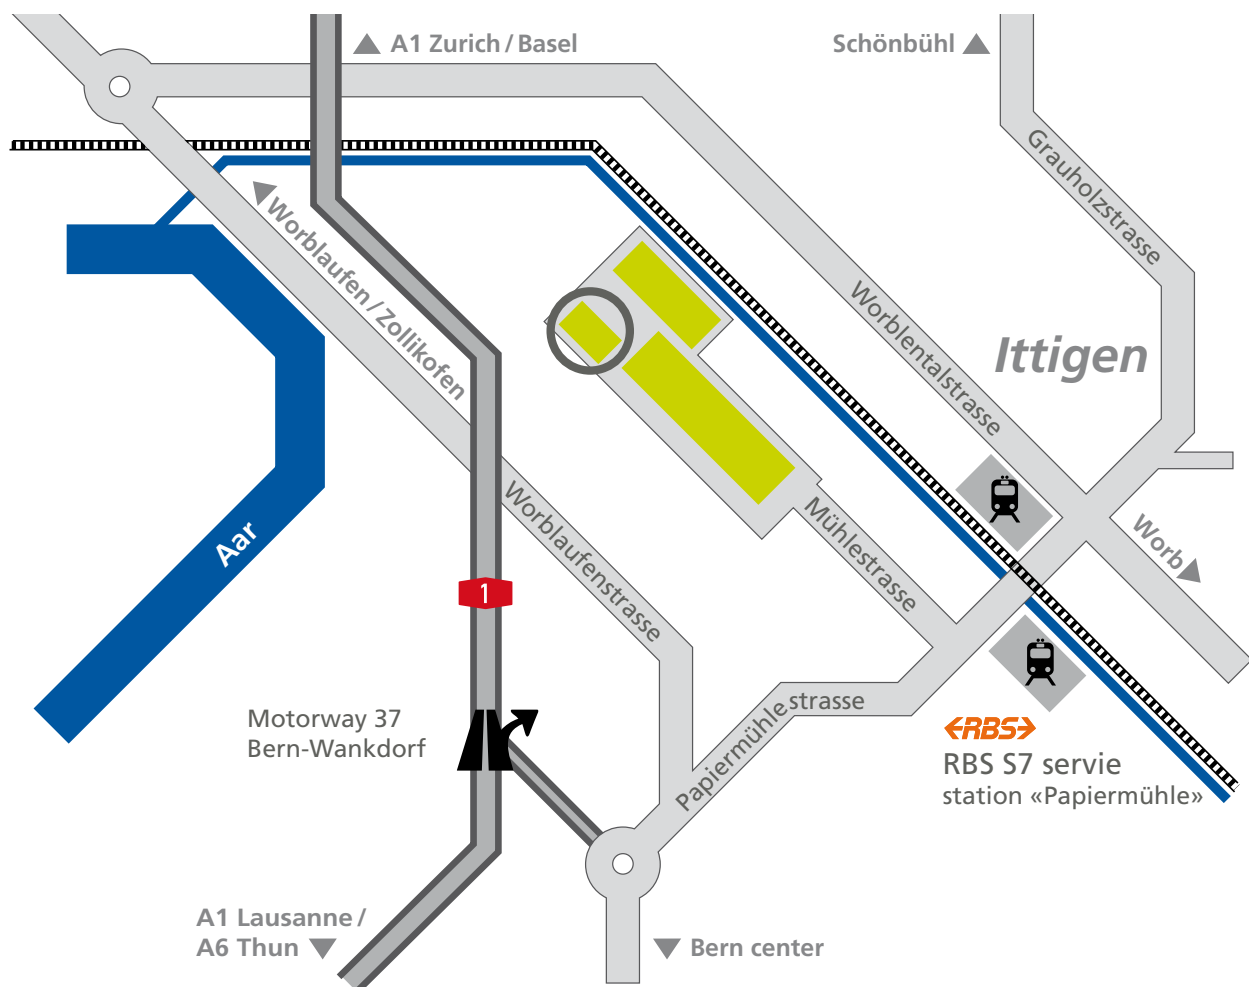 A1 Zurich / Basel
Schönbühl
Grauholzstrasse
Worblaufen / Zollikofen
Worblentalstrasse
Ittigen
Aar
Worblaufenstrasse
Mühlestrasse
Worb
1
Motorway 37
Bern-Wankdorf
Papiermühlestrasse
RBS
RBS S7 servie
station «Papiermühle»
A1 Lausanne /
A6 Thun
Bern center